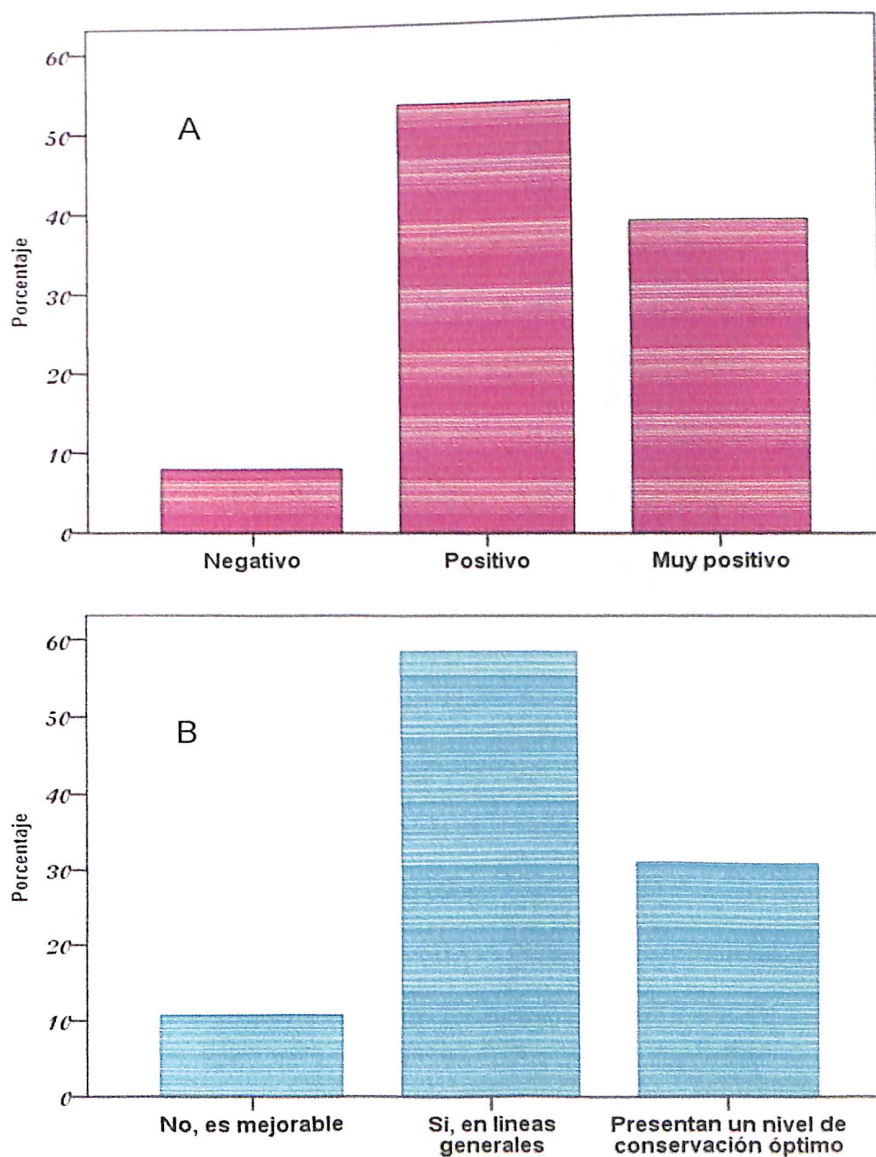 60
50
40
30
20
10
0
Porcentaje
A
Negativo
Positivo
Muy positivo
60
50
40
30
20
10
0
Porcentaje
B
No, es mejorable
Si, en lineas
generales
Presentan un nivel de
conservación óptimo